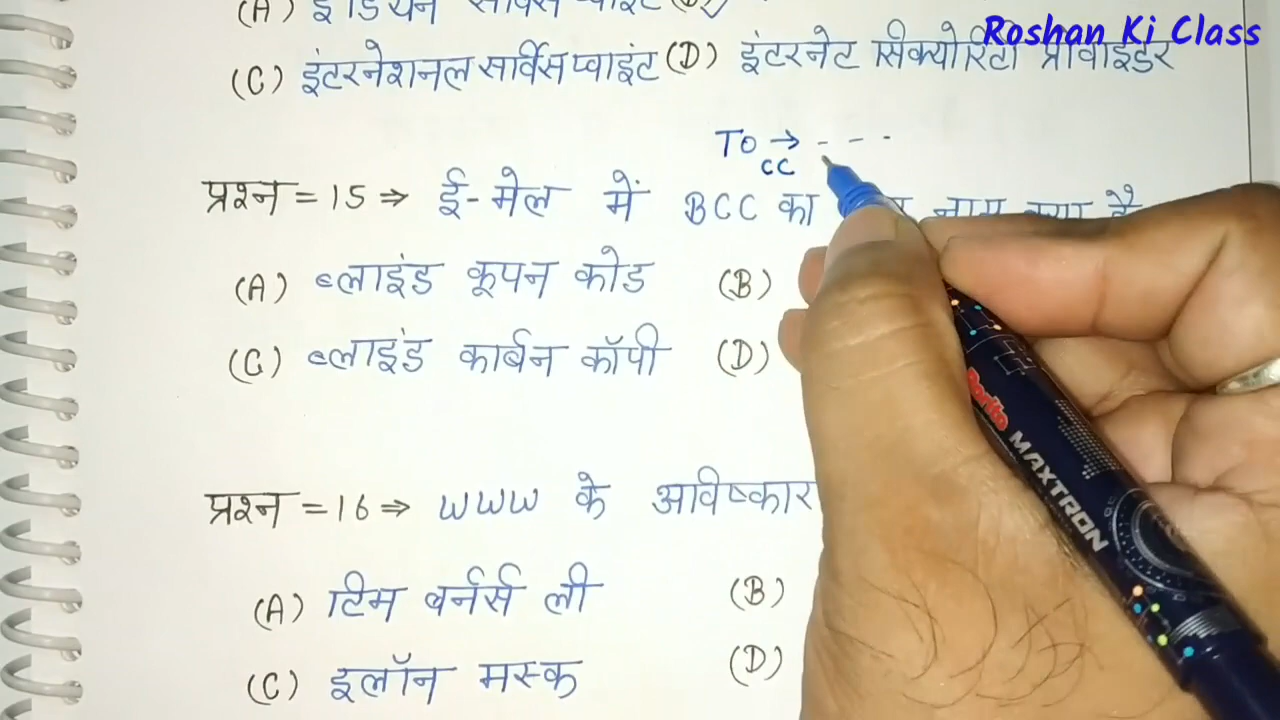 Roshan Ki Class
(C) इंटरनेशनल सर्विस प्वाइंट (D) इंटरनेट सिक्योरिटी प्रोवाइडर
TO → - - -
CC
प्रश्न = 15 ⇒ ई-मेल में BCC का
(A) ब्लाइंड कूपन कोड (B)
(C) ब्लाइंड कार्बन कॉपी (D)
प्रश्न = 16 ⇒ WWW के आविष्कार
(A) टिम बर्नर्स ली (B)
(C) इलॉन मस्क (D)
MAXTRON